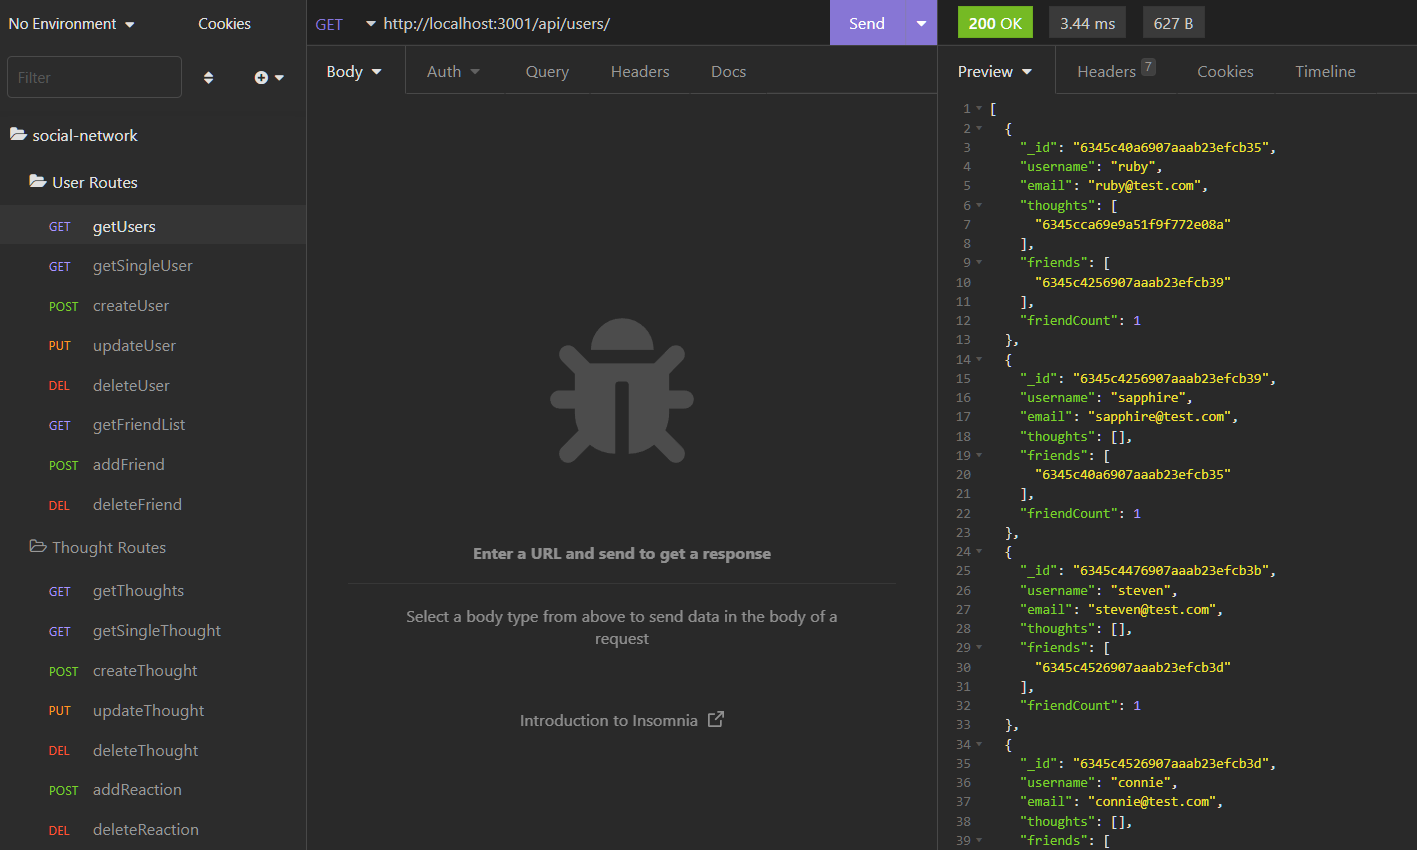 No Environment
Cookies
Filter
social-network
User Routes
GET getUsers
GET getSingleUser
POST createUser
PUT updateUser
DEL deleteUser
GET getFriendList
POST addFriend
DEL deleteFriend
Thought Routes
GET getThoughts
GET getSingleThought
POST createThought
PUT updateThought
DEL deleteThought
POST addReaction
DEL deleteReaction
GET http://localhost:3001/api/users/ Send
Body Auth Query Headers Docs
Enter a URL and send to get a response
Select a body type from above to send data in the body of a
request
Introduction to Insomnia
200 OK 3.44 ms 627 B
Preview Headers 7 Cookies Timeline
1 [
2 {
3 "_id": "6345c40a6907aaab23efcb35",
4 "username": "ruby",
5 "email": "ruby@test.com",
6 "thoughts": [
7 "6345cca69e9a51f9f772e08a"
8 ],
9 "friends": [
10 "6345c4256907aaab23efcb39"
11 ],
12 "friendCount": 1
13 },
14 {
15 "_id": "6345c4256907aaab23efcb39",
16 "username": "sapphire",
17 "email": "sapphire@test.com",
18 "thoughts": [],
19 "friends": [
20 "6345c40a6907aaab23efcb35"
21 ],
22 "friendCount": 1
23 },
24 {
25 "_id": "6345c4476907aaab23efcb3b",
26 "username": "steven",
27 "email": "steven@test.com",
28 "thoughts": [],
29 "friends": [
30 "6345c4526907aaab23efcb3d"
31 ],
32 "friendCount": 1
33 },
34 {
35 "_id": "6345c4526907aaab23efcb3d",
36 "username": "connie",
37 "email": "connie@test.com",
38 "thoughts": [],
39 "friends": [